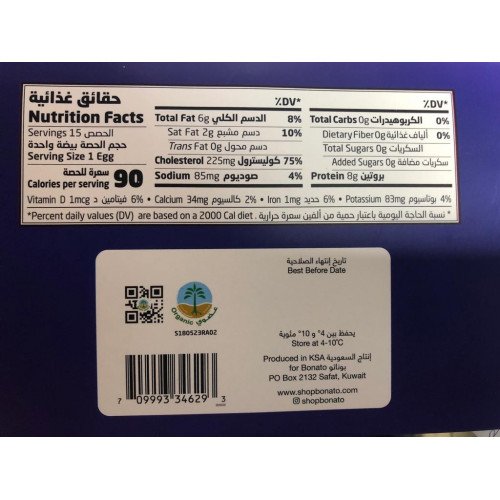 حقائق غذائية
Nutrition Facts
Servings 15 الحصص
حجم الحصة بيضة واحدة
Serving Size 1 Egg
سعرة للحصة
Calories per serving 90
%DV*
Total Fat 6g الدهن الكلي 8%
Sat Fat 2g دسم مشبع 10%
Trans Fat 0g دسم محول
Cholesterol 225mg كوليسترول 75%
Sodium 85mg صوديوم 4%
%DV*
Total Carbs 0g الكربوهيدرات 0%
Dietary Fiber 0g ألياف غذائية 0%
Total Sugars 0g السكريات
Added Sugars 0g سكريات مضافة
Protein 8g بروتين
Vitamin D 1mcg فيتامين د 6% • Calcium 34mg كالسيوم 2% • Iron 1mg حديد 6% • Potassium 83mg بوتاسيوم 4%
*Percent daily values (DV) are based on a 2000 Cal diet. نسبة الحاجة اليومية باعتبار حمية من ألفين سعرة حرارية *
تاريخ إنتهاء الصلاحية
Best Before Date
عضوي
Organic
S180523RA02
يحفظ بين 4° و 10° مئوية
Store at 4-10°C
إنتاج السعودية Produced in KSA
for Bonato بوناتو
PO Box 2132 Safat, Kuwait
www.shopbonato.com
shopbonato
7 09993 34629 3